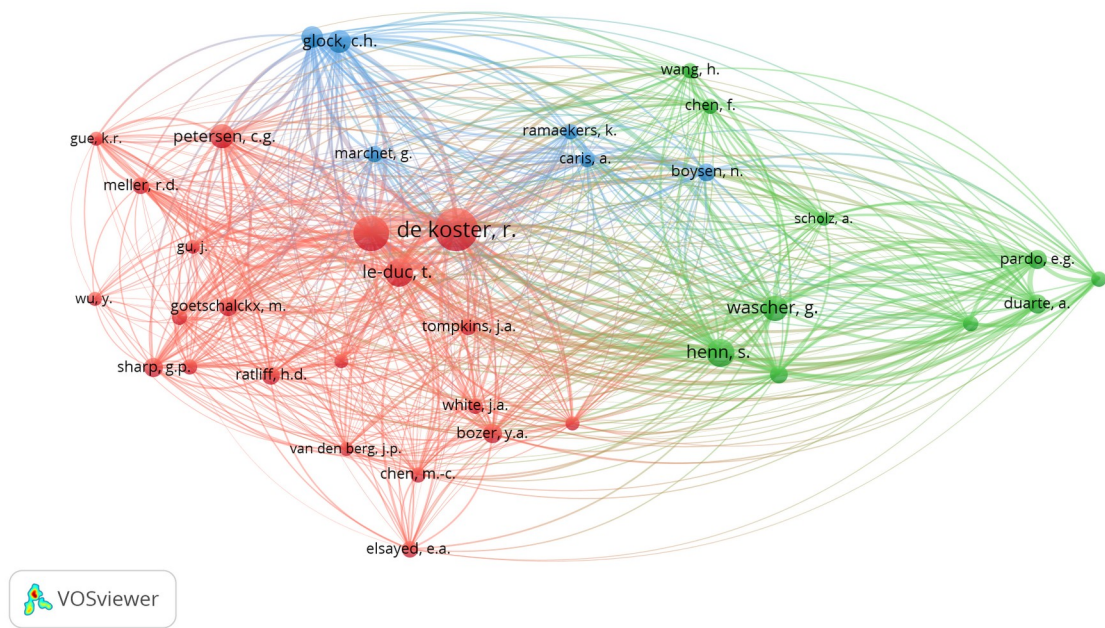 glock, c.h.
wang, h.
chen, f.
gue, k.r.
petersen, c.g.
ramaekers, k.
marchet, g.
caris, a.
boysen, n.
meller, r.d.
scholz, a.
de koster, r.
gu, j.
pardo, e.g.
le-duc, t.
wu, y.
goetschalckx, m.
duarte, a.
wascher, g.
tompkins, j.a.
henn, s.
sharp, g.p.
ratliff, h.d.
white, j.a.
bozer, y.a.
van den berg, j.p.
chen, m.-c.
elsayed, e.a.
VOSviewer